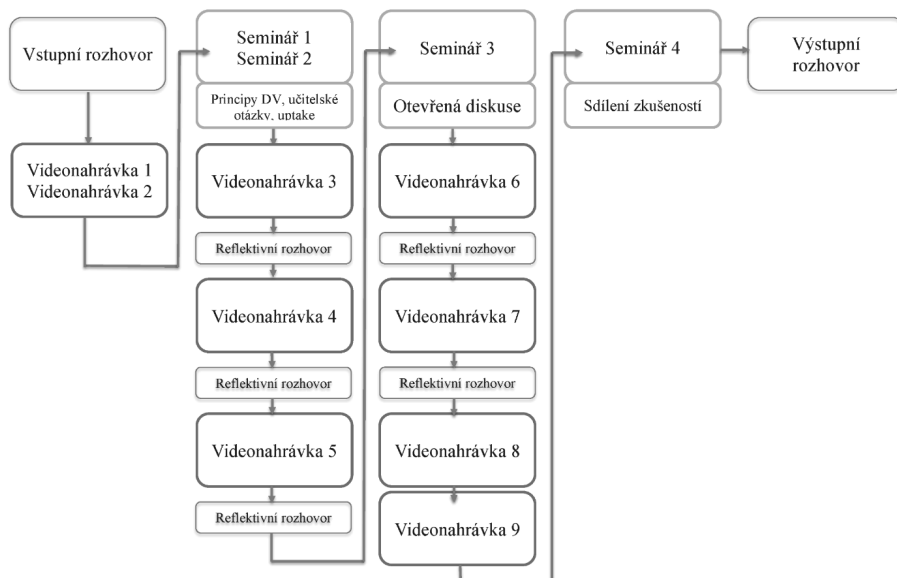 Vstupní rozhovor
Videonahrávka 1
Videonahrávka 2
Seminář 1
Seminář 2
Principy DV, učitelské
otázky, uptake
Videonahrávka 3
Reflektivní rozhovor
Videonahrávka 4
Reflektivní rozhovor
Videonahrávka 5
Reflektivní rozhovor
Seminář 3
Otevřená diskuse
Videonahrávka 6
Reflektivní rozhovor
Videonahrávka 7
Reflektivní rozhovor
Videonahrávka 8
Videonahrávka 9
Seminář 4
Sdílení zkušeností
Výstupní
rozhovor